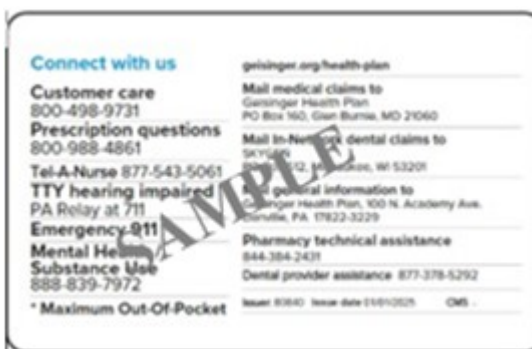 Connect with us
Customer care
800-498-9731
Prescription questions
800-988-4861
Tel-A-Nurse 877-543-5061
TTY hearing impaired
PA Relay at 711
Emergency 911
Mental Health
Substance Use
888-839-7972
* Maximum Out-Of-Pocket
geisinger.org/health-plan
Mail medical claims to
Geisinger Health Plan
PO Box 160, Glen Burnie, MD 21060
Mail In-Network dental claims to
WI 53201
Mail general information to
Geisinger Health Plan, 100 N. Academy Ave.
Danville, PA 17822-3229
Pharmacy technical assistance
844-384-2431
Dental provider assistance 877-378-5292
Issuer 80840 Issue date 01/01/2025 CMS -
SAMPLE